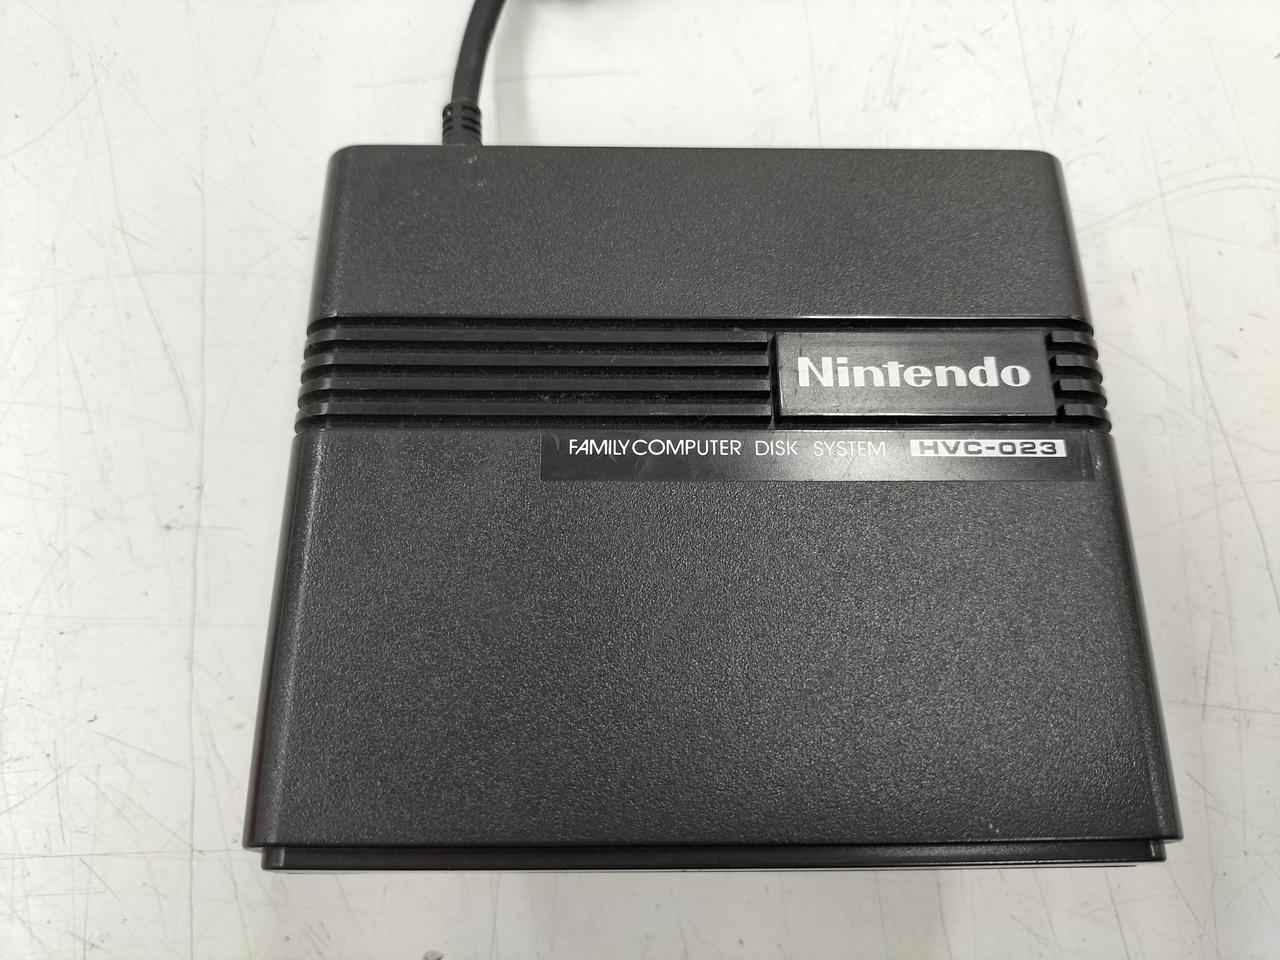 Nintendo
FAMILY COMPUTER DISK SYSTEM HVC-023